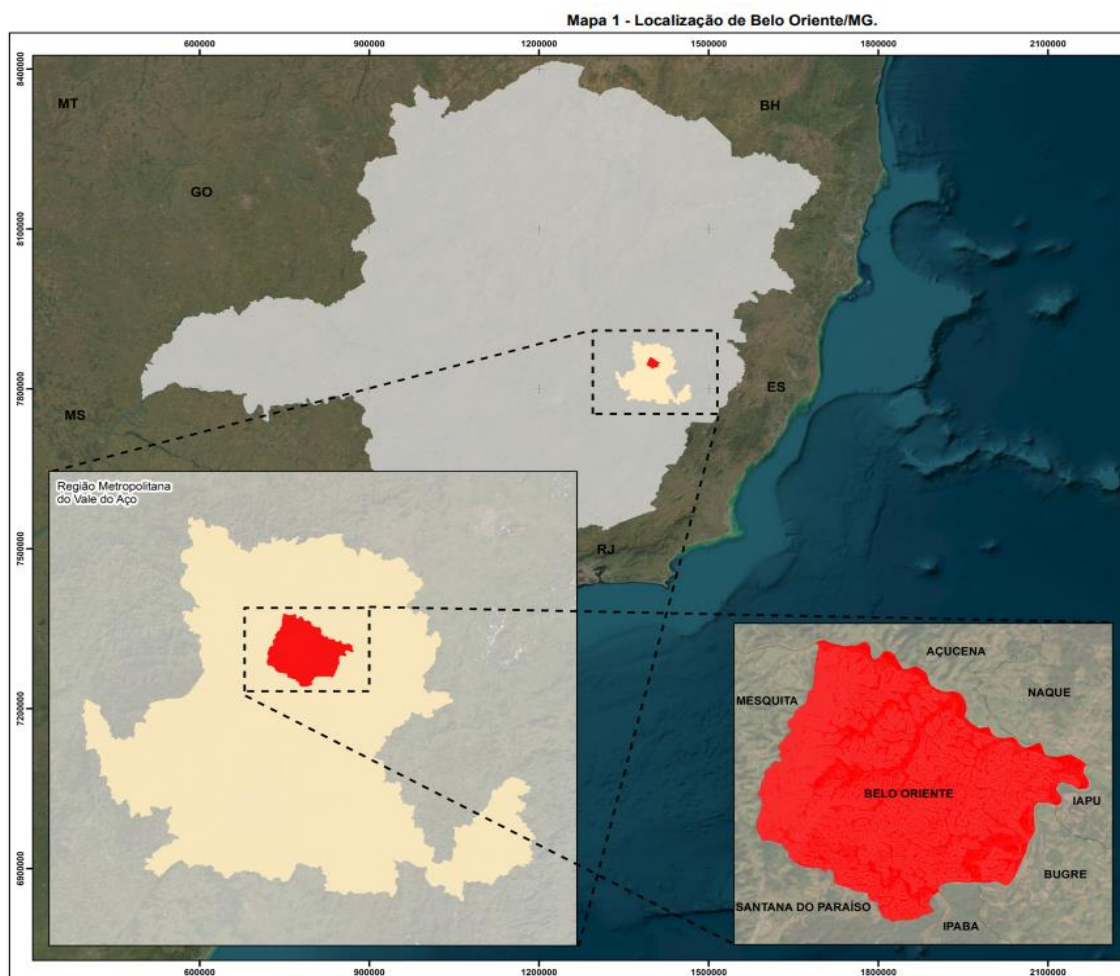 Mapa 1 - Localização de Belo Oriente/MG.
600000 900000 1200000 1500000 1800000 2100000
8400000
MT
BH
GO
8100000
7800000
MS
ES
Região Metropolitana
do Vale do Aço
7500000
RJ
7200000
6900000
AÇUCENA
NAQUE
MESQUITA
BELO ORIENTE
IAPU
BUGRE
SANTANA DO PARAÍSO
IPABA
600000 900000 1200000 1500000 1800000 2100000